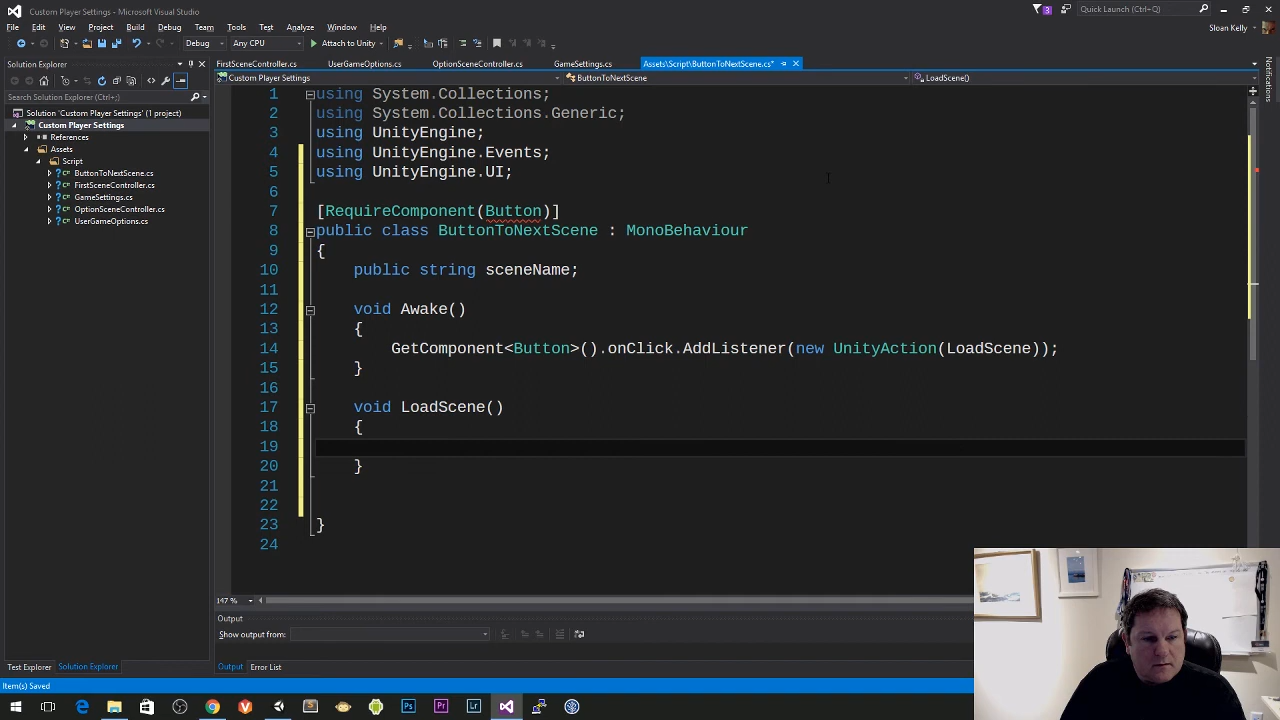 Custom Player Settings - Microsoft Visual Studio
3
Quick Launch (Ctrl+Q)
File Edit View Project Build Debug Team Tools Test Analyze Window Help
Sloan Kelly
Debug Any CPU Attach to Unity
Solution Explorer
FirstSceneController.cs UserGameOptions.cs OptionSceneController.cs GameSettings.cs Assets\Script\ButtonToNextScene.cs*
Notifications
Custom Player Settings ButtonToNextScene LoadScene()
Search Solution Explorer (Ctrl+;)
Solution 'Custom Player Settings' (1 project)
Custom Player Settings
References
Assets
Script
ButtonToNextScene.cs
FirstSceneController.cs
GameSettings.cs
OptionSceneController.cs
UserGameOptions.cs
1 using System.Collections;
2 using System.Collections.Generic;
3 using UnityEngine;
4 using UnityEngine.Events;
5 using UnityEngine.UI;
6
7 [RequireComponent(Button)]
8 public class ButtonToNextScene : MonoBehaviour
9 {
10 public string sceneName;
11
12 void Awake()
13 {
14 GetComponent<Button>().onClick.AddListener(new UnityAction(LoadScene));
15 }
16
17 void LoadScene()
18 {
19
20 }
21
22
23 }
24
147 %
Output
Show output from:
Test Explorer Solution Explorer Output Error List
Item(s) Saved